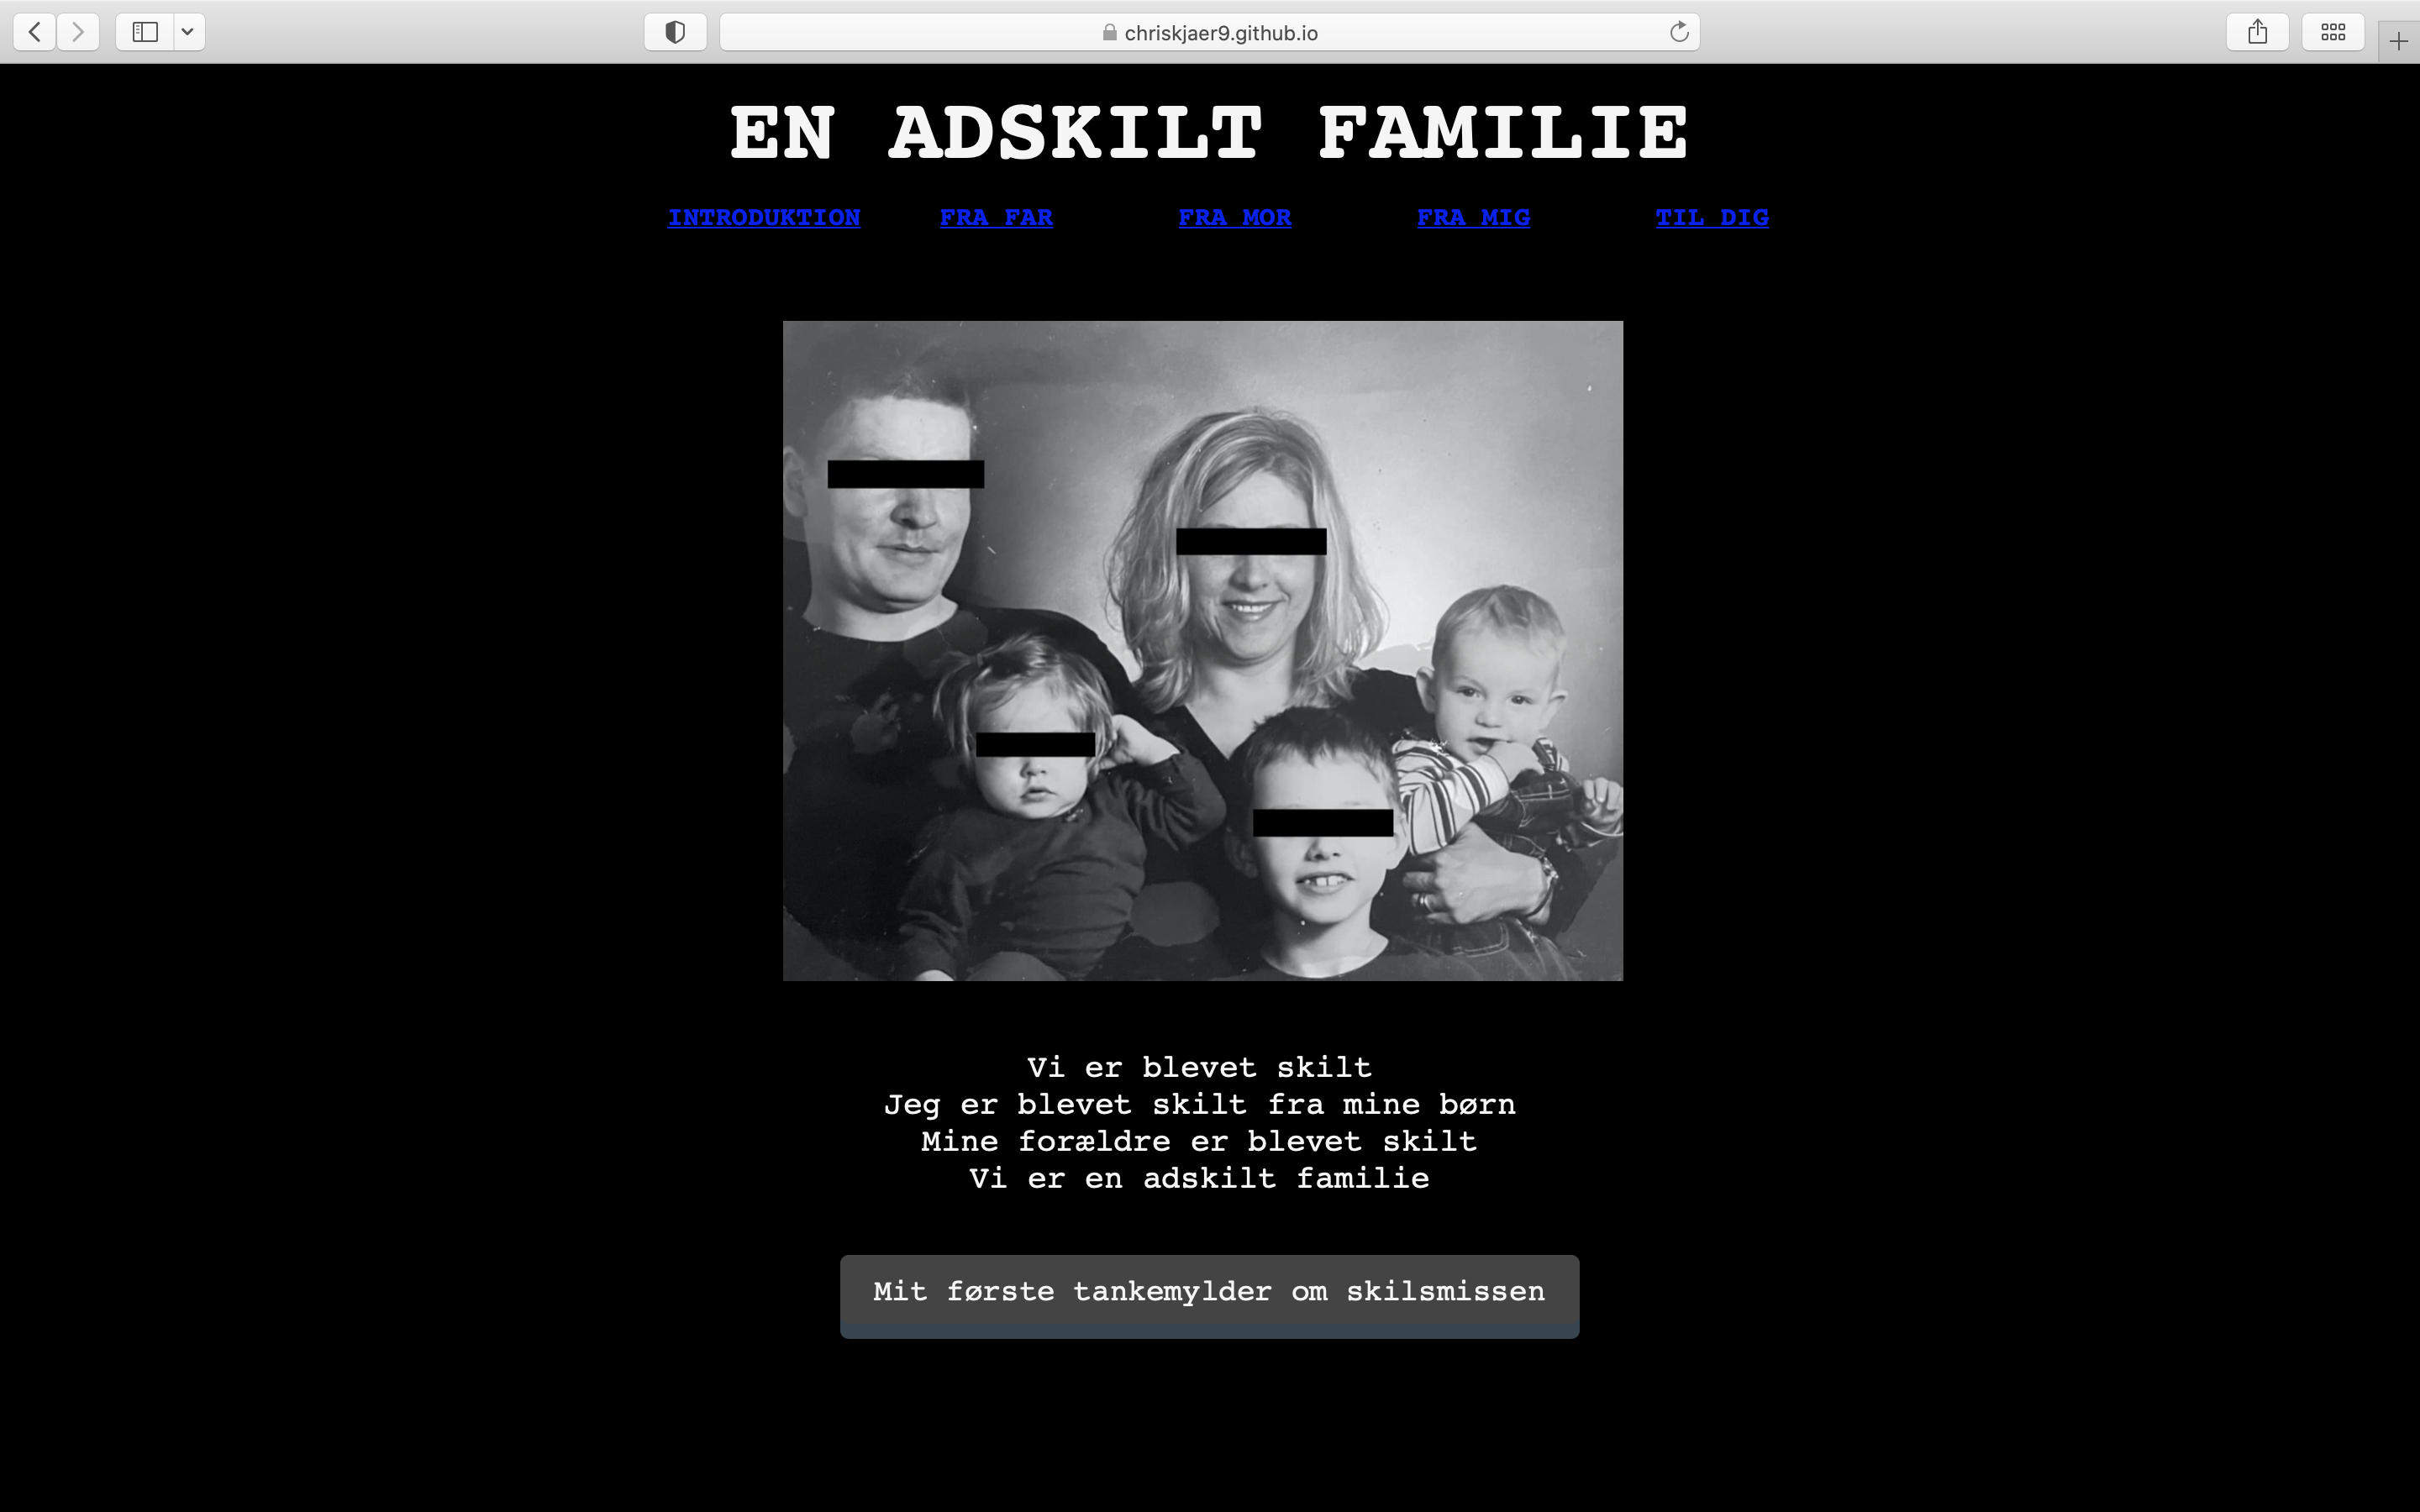 chriskjaer9.github.io
EN ADSKILT FAMILIE
INTRODUKTION FRA FAR FRA MOR FRA MIG TIL DIG
Vi er blevet skilt
Jeg er blevet skilt fra mine børn
Mine forældre er blevet skilt
Vi er en adskilt familie
Mit første tankemylder om skilsmissen